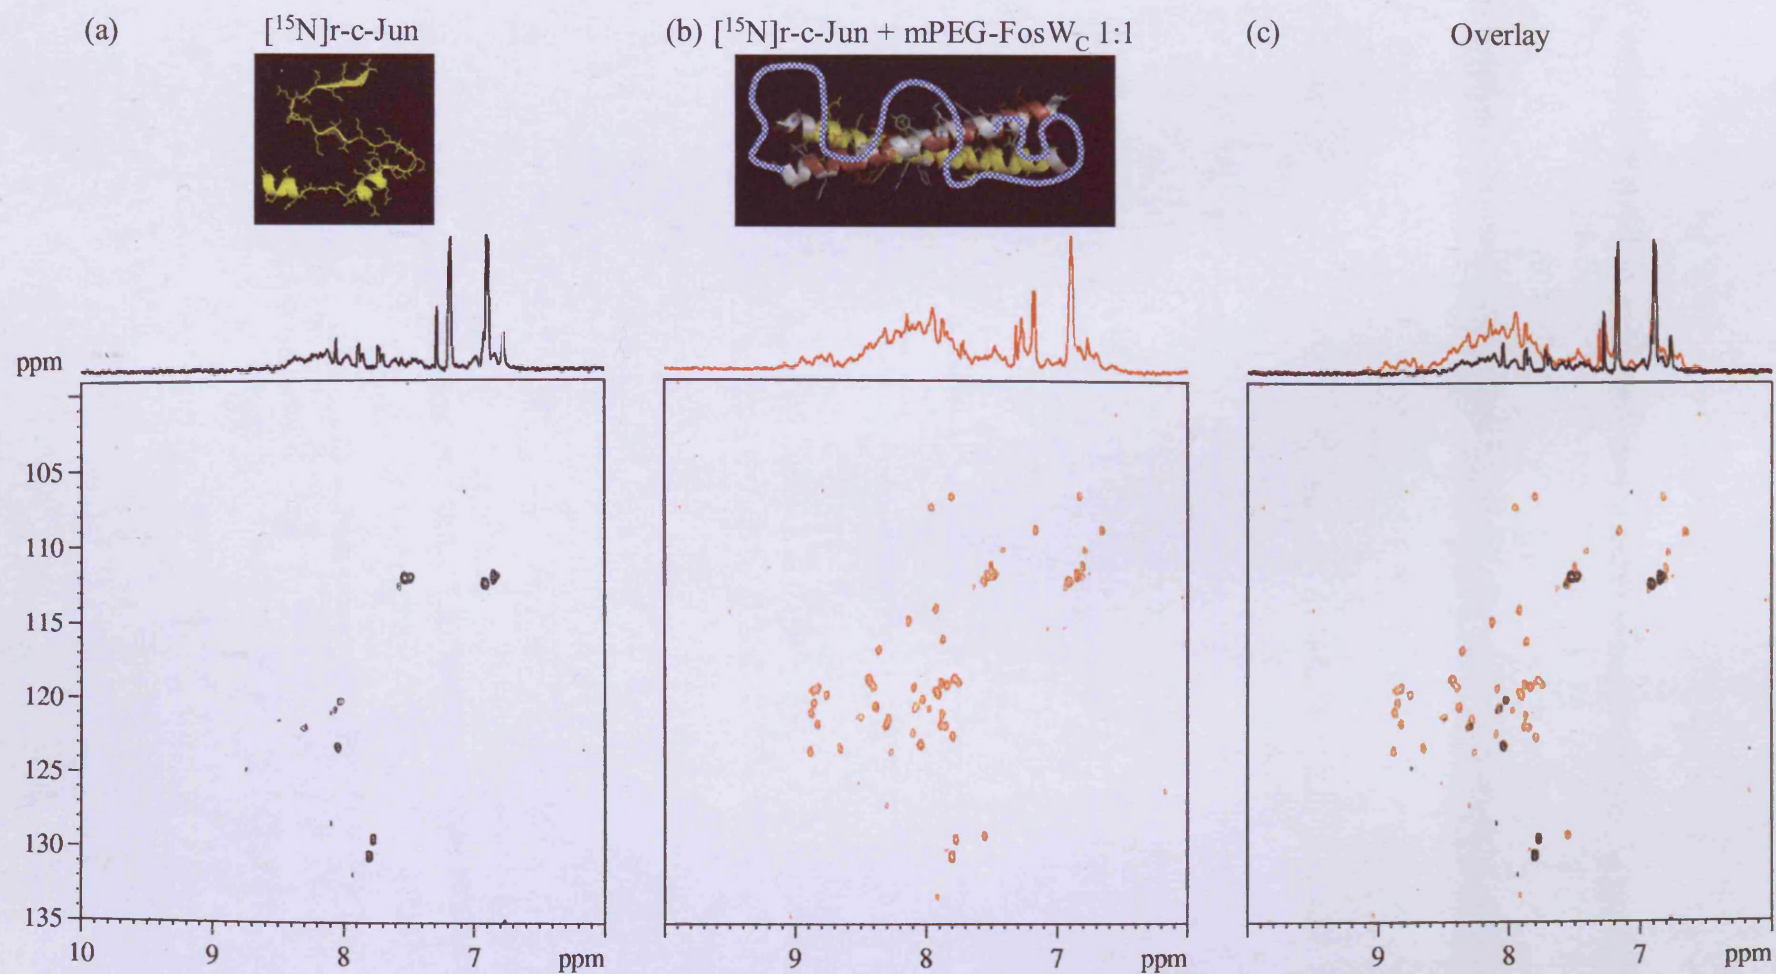 (a) [¹⁵N]r-c-Jun (b) [¹⁵N]r-c-Jun + mPEG-FosW_C 1:1 (c) Overlay
ppm
105
110
115
120
125
130
135
10 9 8 7 ppm 9 8 7 ppm 9 8 7 ppm